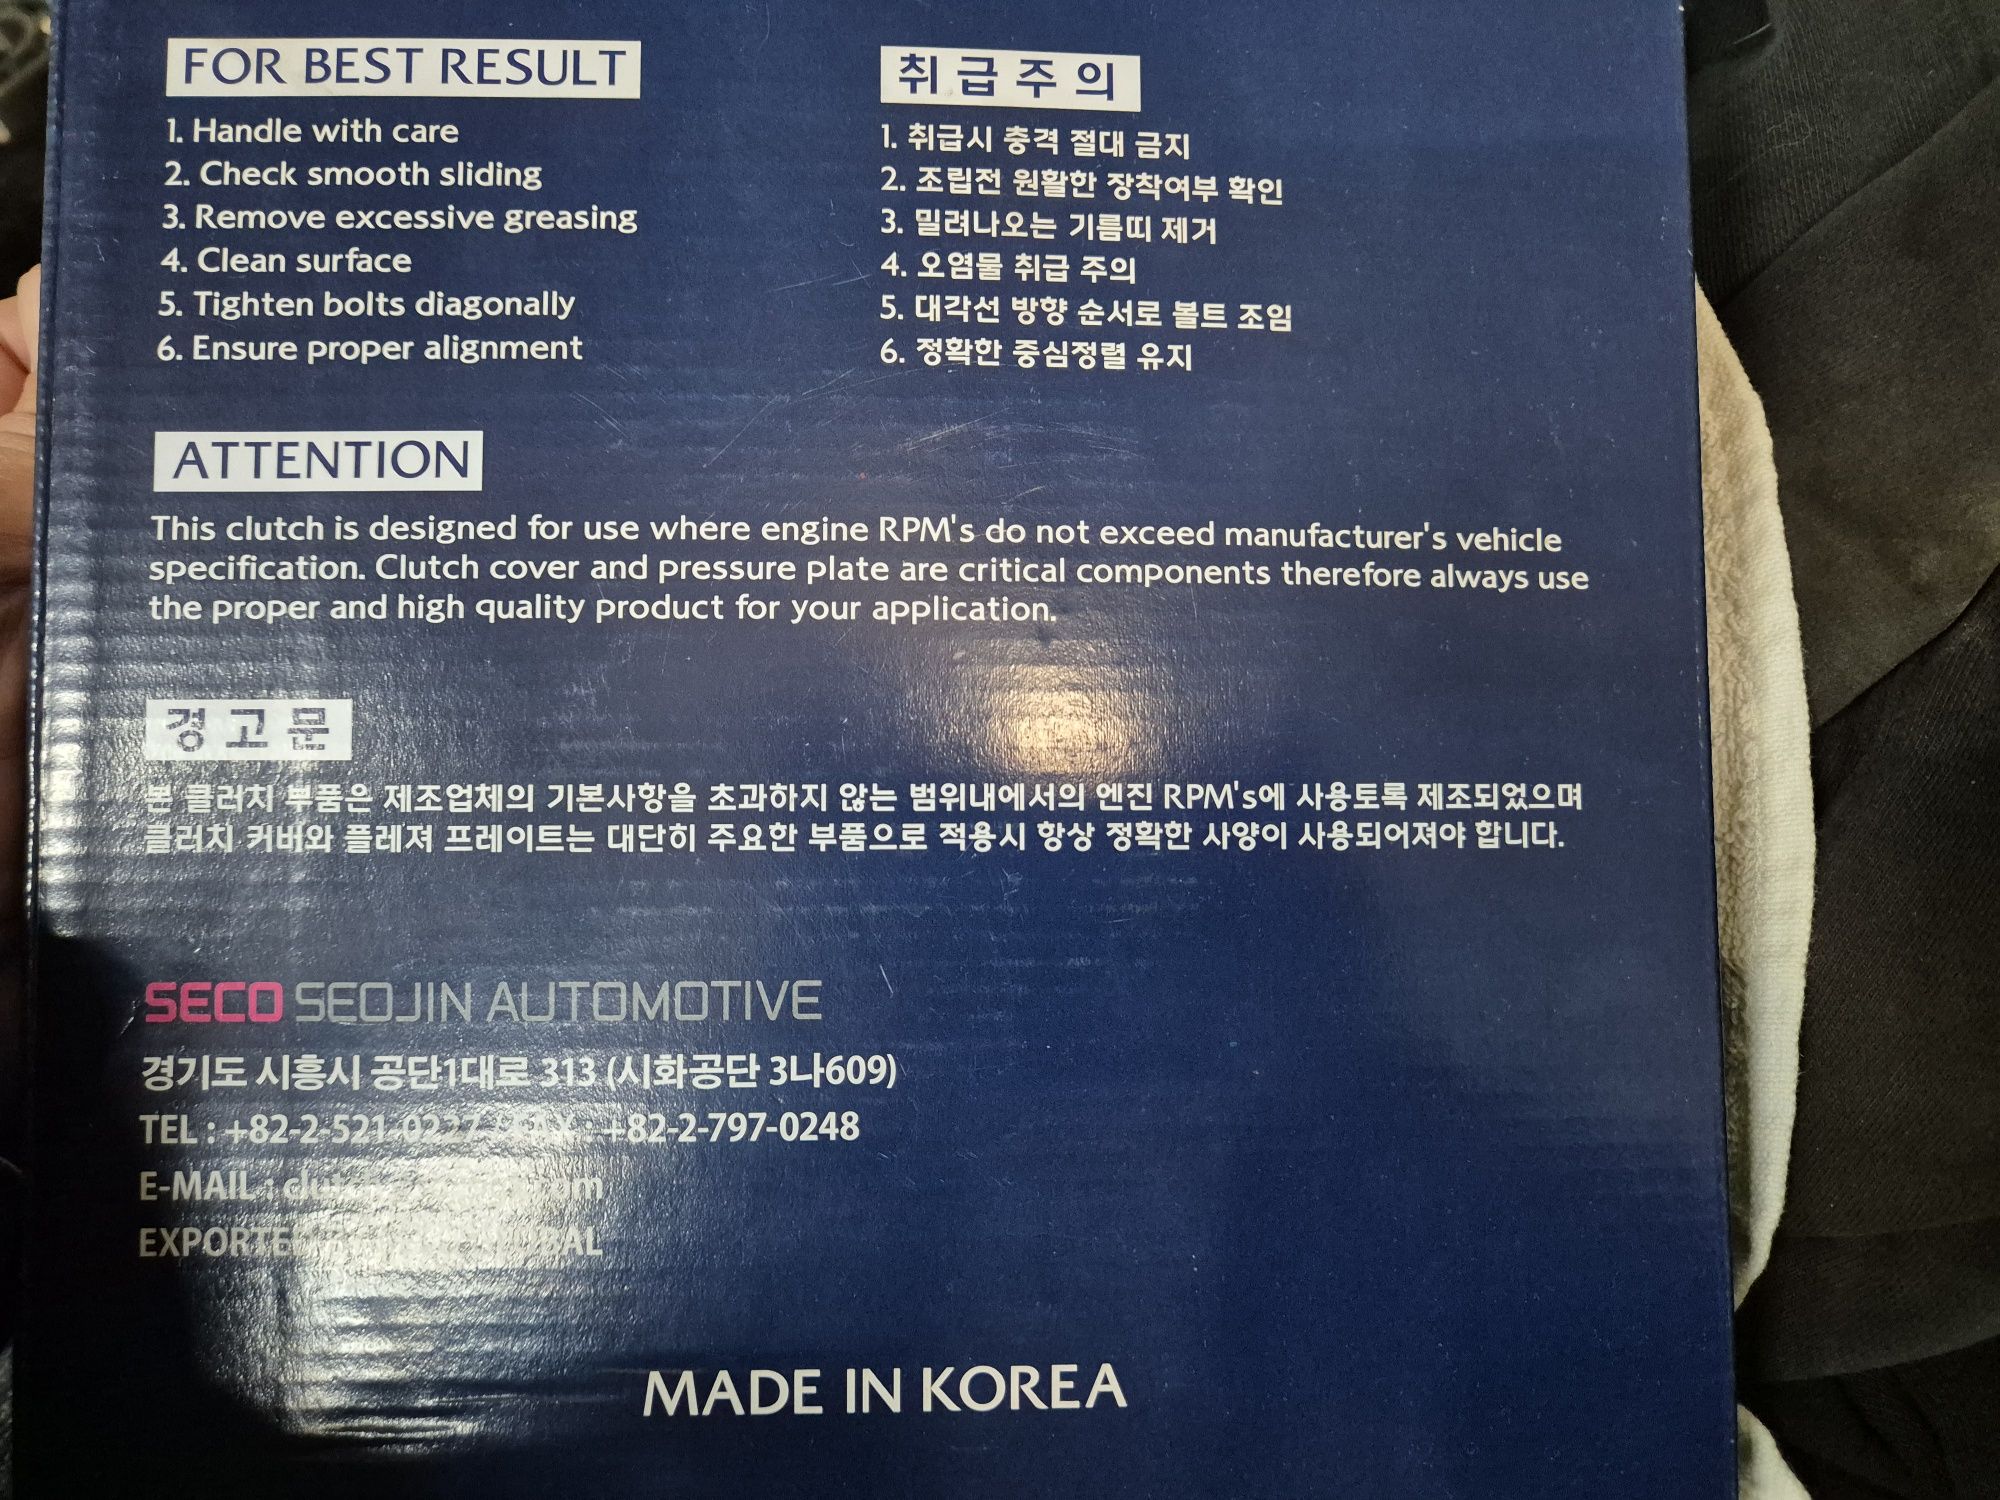 FOR BEST RESULT
1. Handle with care
2. Check smooth sliding
3. Remove excessive greasing
4. Clean surface
5. Tighten bolts diagonally
6. Ensure proper alignment
취급주의
1. 취급시 충격 절대 금지
2. 조립전 원활한 장착여부 확인
3. 밀려나오는 기름띠 제거
4. 오염물 취급 주의
5. 대각선 방향 순서로 볼트 조임
6. 정확한 중심정렬 유지
ATTENTION
This clutch is designed for use where engine RPM's do not exceed manufacturer's vehicle
specification. Clutch cover and pressure plate are critical components therefore always use
the proper and high quality product for your application.
경고문
본 클러치 부품은 제조업체의 기본사항을 초과하지 않는 범위내에서의 엔진 RPM's에 사용토록 제조되었으며
클러치 커버와 플레져 프레이트는 대단히 주요한 부품으로 적용시 항상 정확한 사양이 사용되어져야 합니다.
SECO SEOJIN AUTOMOTIVE
경기도 시흥시 공단1대로 313 (시화공단 3나609)
TEL : +82-2-521-0227 FAX : +82-2-797-0248
E-MAIL :
EXPORTED
MADE IN KOREA